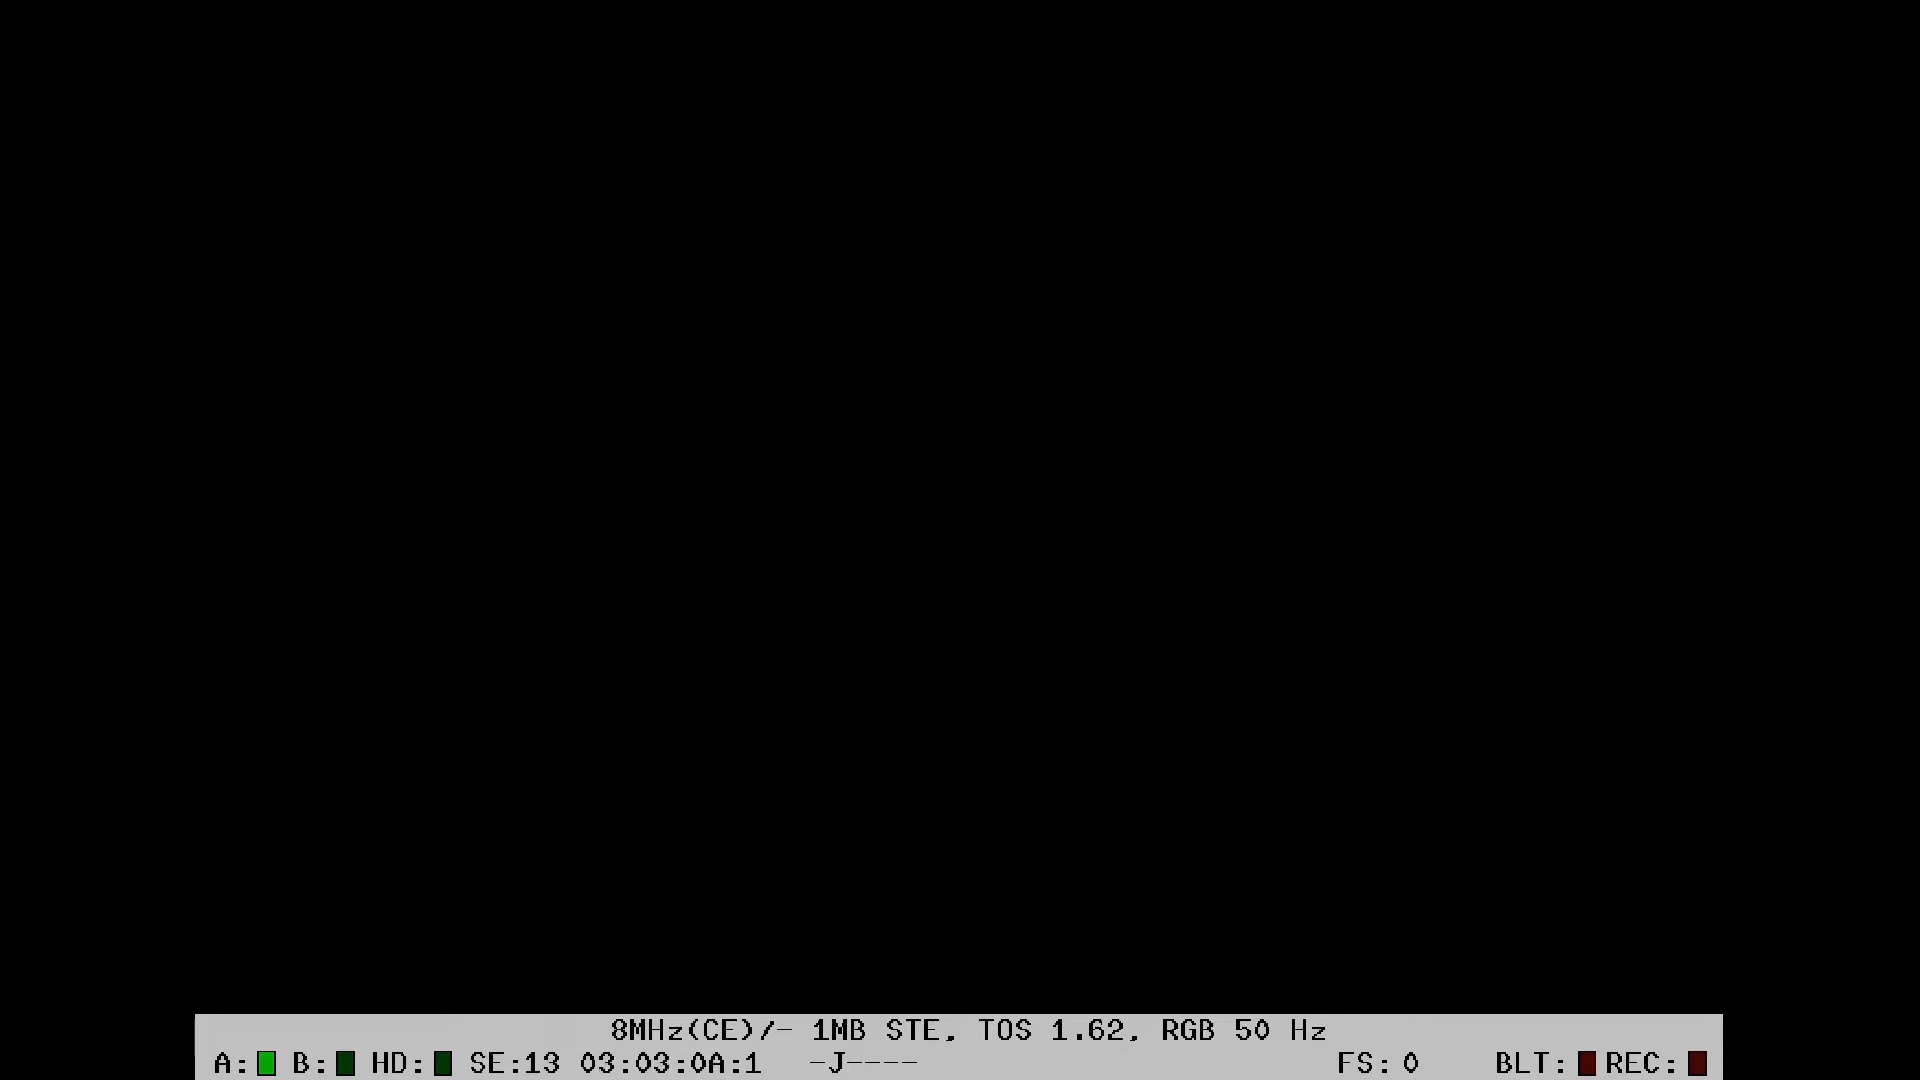 8MHz(CE)/- 1MB STE, TOS 1.62, RGB 50 Hz
A: B: HD: SE:13 03:03:0A:1 -J---- FS: 0 BLT: REC: